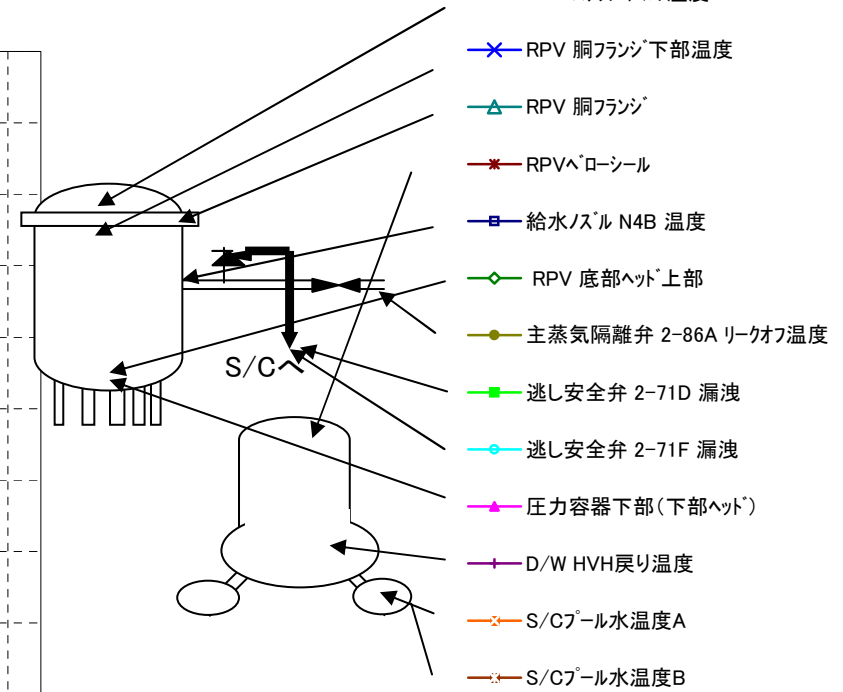 RPV 胴フランジ下部温度
RPV 胴フランジ
RPVベローシール
給水ノズル N4B 温度
RPV 底部ヘッド上部
主蒸気隔離弁 2-86A リークオフ温度
逃し安全弁 2-71D 漏洩
逃し安全弁 2-71F 漏洩
圧力容器下部（下部ヘッド）
D/W HVH戻り温度
S/Cプール水温度A
S/Cプール水温度B
S/Cへ